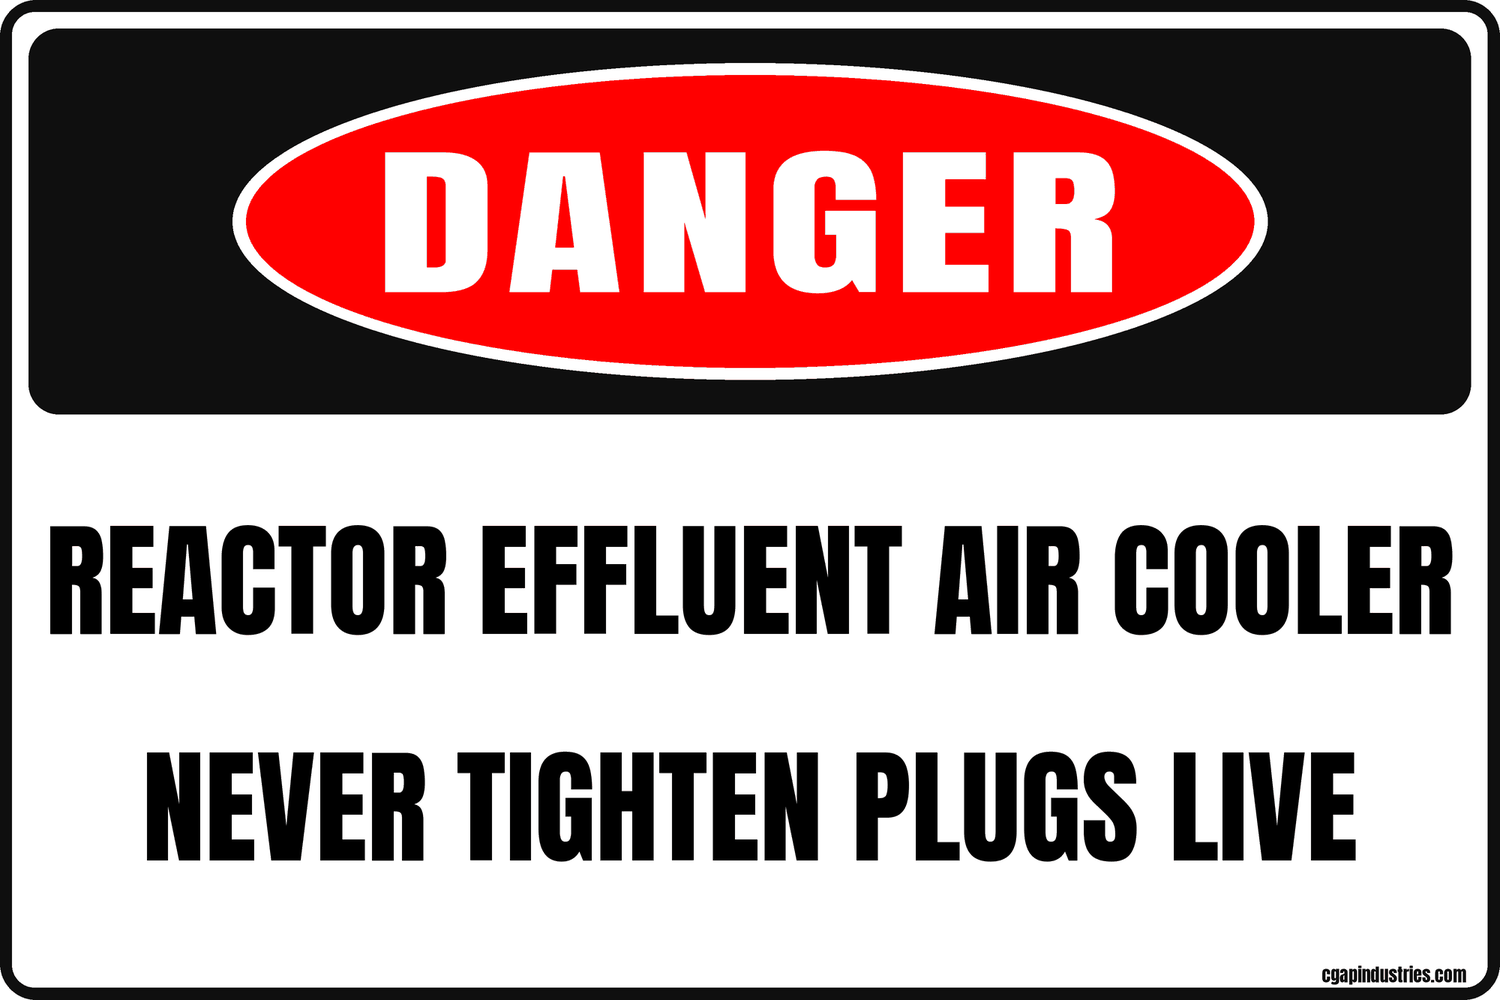 DANGER
REACTOR EFFLUENT AIR COOLER
NEVER TIGHTEN PLUGS LIVE
cgapindustries.com